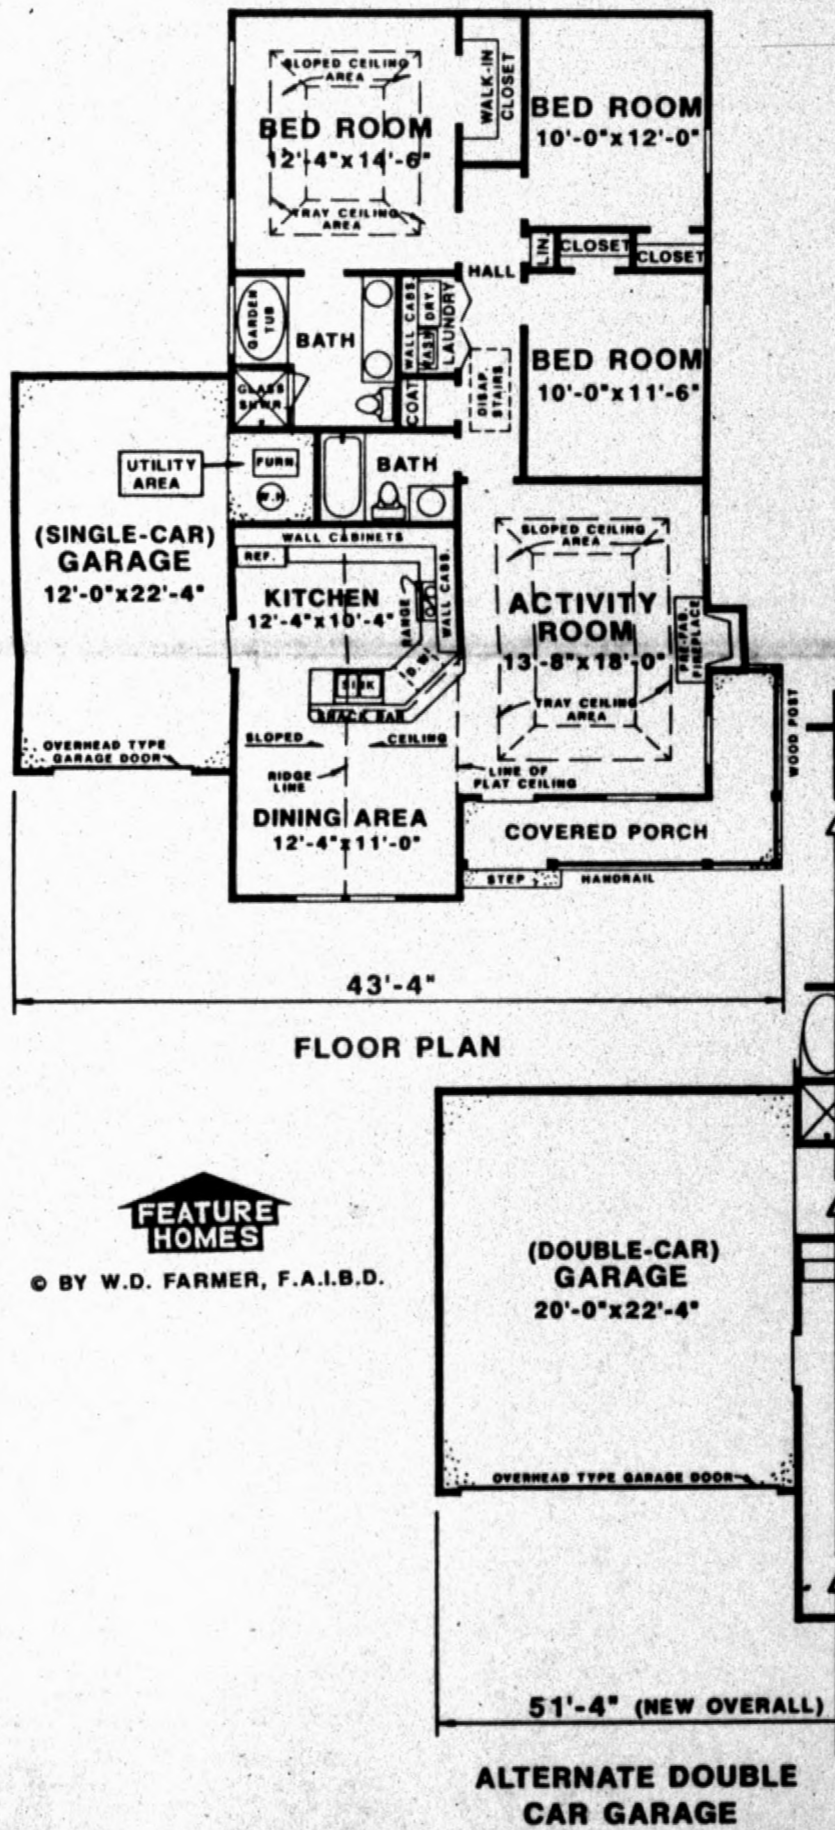 SLOPED CEILING
AREA
BED ROOM
12'-4"x14'-6"
TRAY CEILING
AREA
WALK-IN
CLOSET
BED ROOM
10'-0"x12'-0"
LIN
CLOSET
CLOSET
HALL
GARDEN
TUB
BATH
WALL CABS.
WASH
DRY.
LAUNDRY
GLASS
SHWR.
COAT
DISAP.
STAIRS
BED ROOM
10'-0"x11'-6"
UTILITY
AREA
FURN.
W.H
BATH
(SINGLE-CAR)
GARAGE
12'-0"x22'-4"
WALL CABINETS
REF.
KITCHEN
12'-4"x10'-4"
RANGE
WALL CABS.
D.W.
SINK
SNACK BAR
SLOPED CEILING
AREA
ACTIVITY
ROOM
13'-8"x18'-0"
TRAY CEILING
AREA
PRE-FAB.
FIREPLACE
WOOD POST
OVERHEAD TYPE
GARAGE DOOR
SLOPED CEILING
RIDGE
LINE
LINE OF
FLAT CEILING
DINING AREA
12'-4"x11'-0"
COVERED PORCH
STEP
HANDRAIL
43'-4"
FLOOR PLAN
FEATURE
HOMES
© BY W.D. FARMER, F.A.I.B.D.
(DOUBLE-CAR)
GARAGE
20'-0"x22'-4"
OVERHEAD TYPE GARAGE DOOR
51'-4" (NEW OVERALL)
ALTERNATE DOUBLE
CAR GARAGE